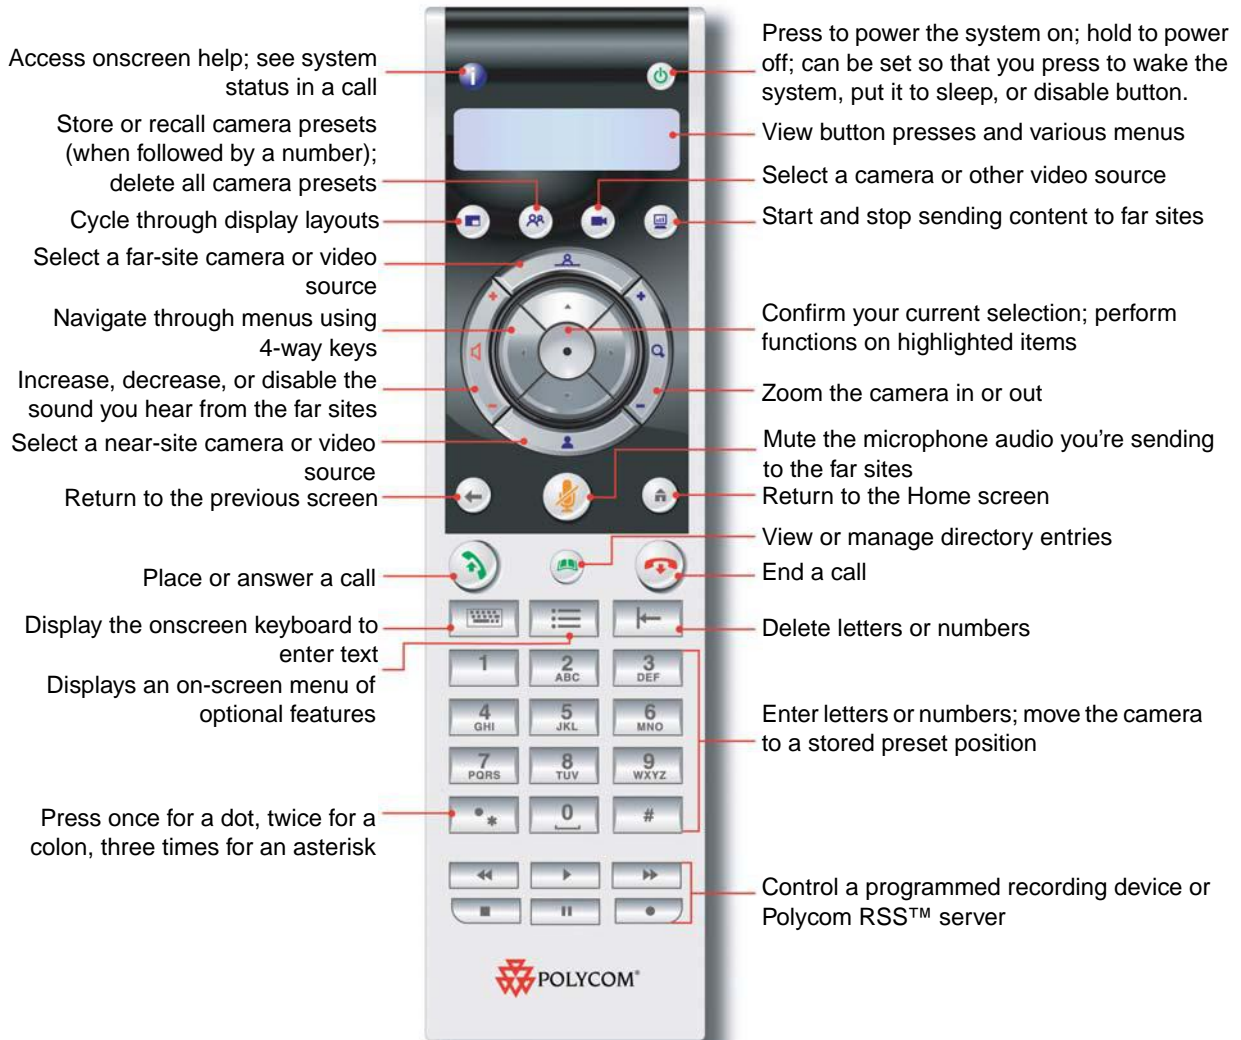 Access onscreen help; see system
status in a call
Store or recall camera presets
(when followed by a number);
delete all camera presets
Cycle through display layouts
Select a far-site camera or video
source
Navigate through menus using
4-way keys
Increase, decrease, or disable the
sound you hear from the far sites
Select a near-site camera or video
source
Return to the previous screen
Place or answer a call
Display the onscreen keyboard to
enter text
Displays an on-screen menu of
optional features
Press once for a dot, twice for a
colon, three times for an asterisk
Press to power the system on; hold to power
off; can be set so that you press to wake the
system, put it to sleep, or disable button.
View button presses and various menus
Select a camera or other video source
Start and stop sending content to far sites
Confirm your current selection; perform
functions on highlighted items
Zoom the camera in or out
Mute the microphone audio you're sending
to the far sites
Return to the Home screen
View or manage directory entries
End a call
Delete letters or numbers
Enter letters or numbers; move the camera
to a stored preset position
Control a programmed recording device or
Polycom RSS™ server
i
+ +
- -
1 2 3
ABC DEF
4 5 6
GHI JKL MNO
7 8 9
PQRS TUV WXYZ
• * 0 #
POLYCOM®